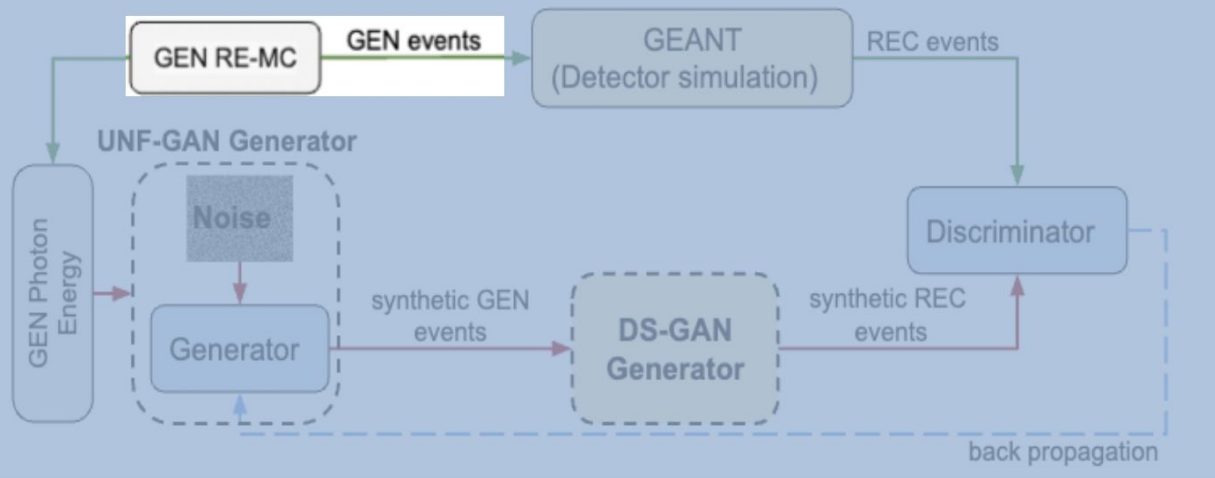 GEN RE-MC
GEN events
GEANT
(Detector simulation)
REC events
UNF-GAN Generator
Noise
GEN Photon
Energy
Generator
synthetic GEN
events
DS-GAN
Generator
synthetic REC
events
Discriminator
back propagation